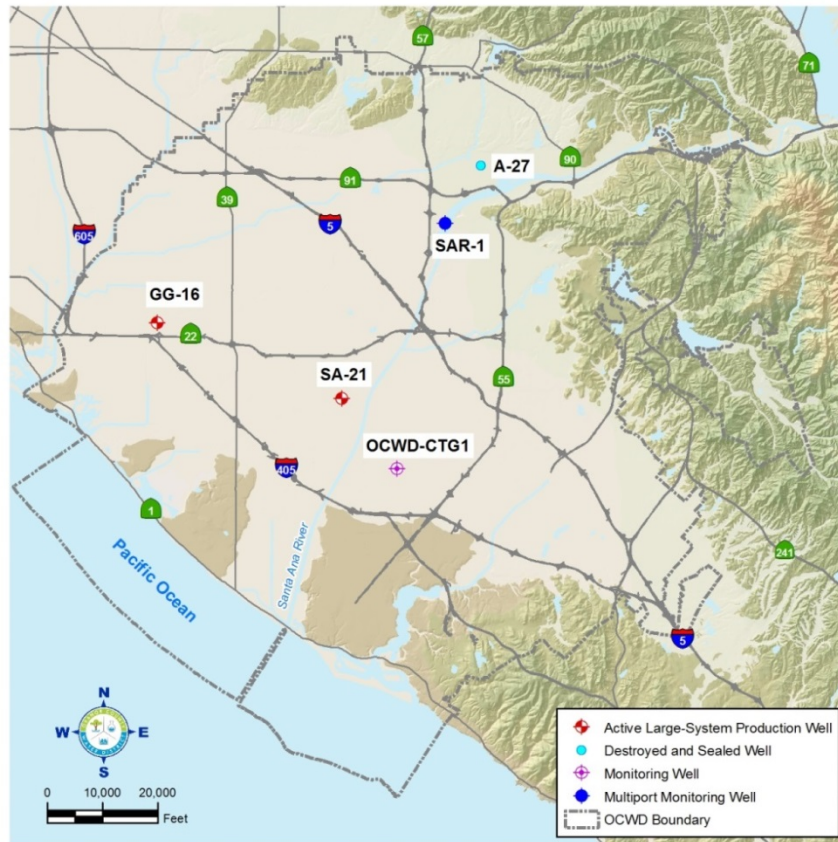 57
71
90
A-27
91
39
5
605
SAR-1
GG-16
22
SA-21
55
OCWD-CTG1
405
1
Santa Ana River
Pacific Ocean
241
5
N
W
E
S
0 10,000 20,000
Feet
Active Large-System Production Well
Destroyed and Sealed Well
Monitoring Well
Multiport Monitoring Well
OCWD Boundary